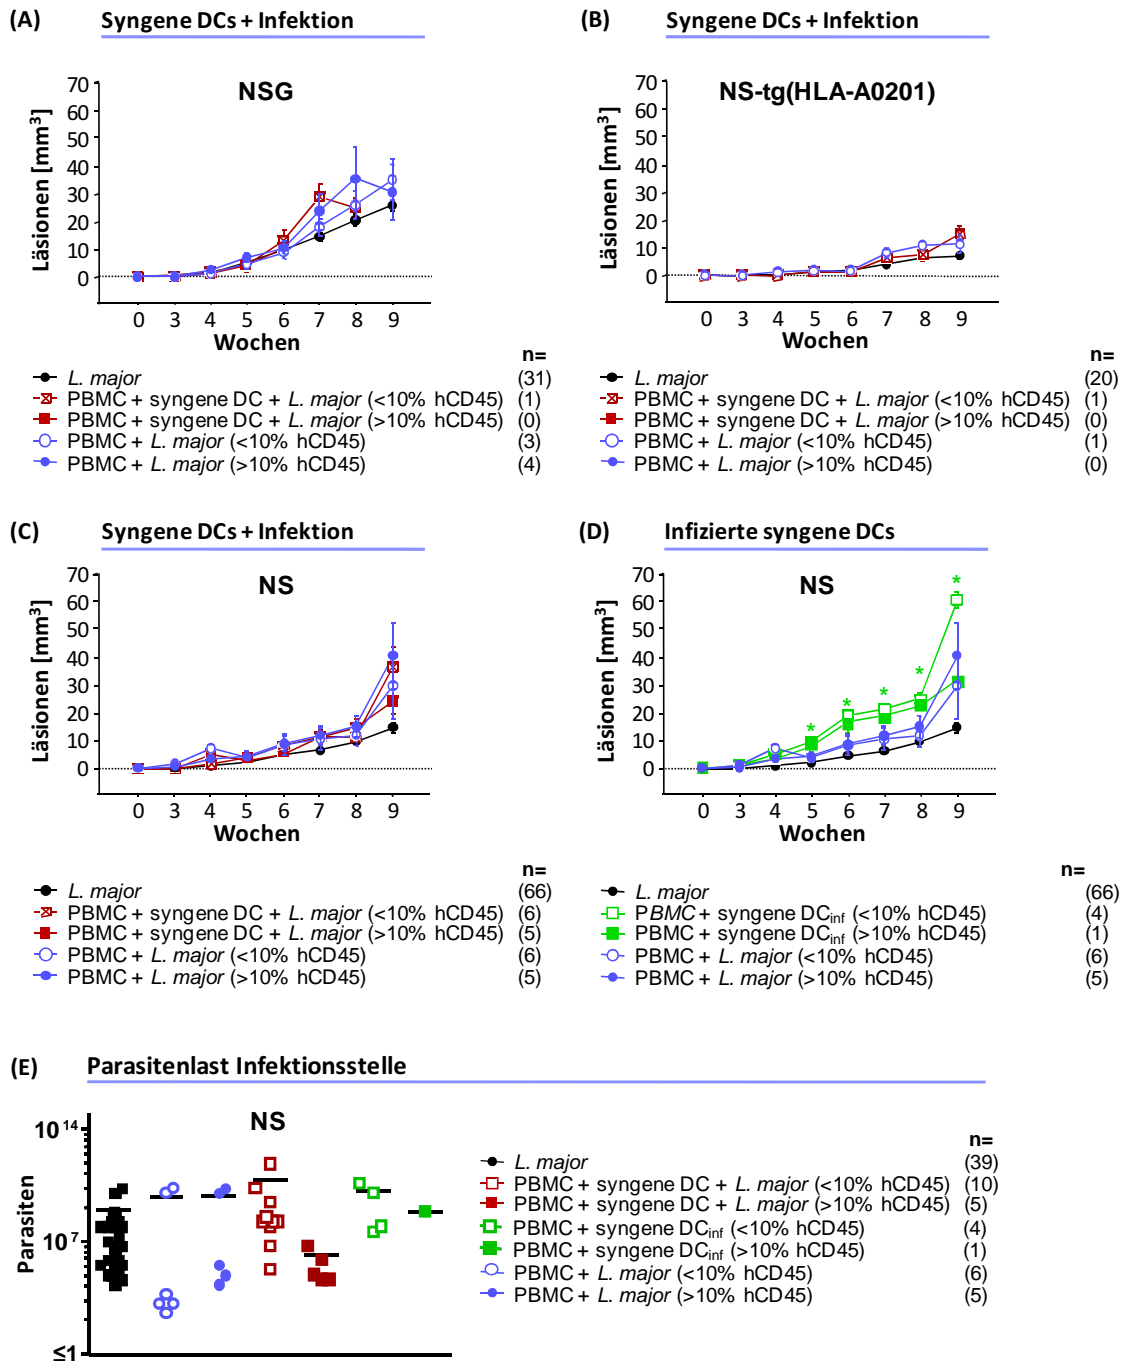 (A) Syngene DCs + Infektion
NSG
Läsionen [mm³]
70
60
50
40
30
20
10
0
0 3 4 5 6 7 8 9
Wochen
n=
L. major (31)
PBMC + syngene DC + L. major (<10% hCD45) (1)
PBMC + syngene DC + L. major (>10% hCD45) (0)
PBMC + L. major (<10% hCD45) (3)
PBMC + L. major (>10% hCD45) (4)
(B) Syngene DCs + Infektion
NS-tg(HLA-A0201)
Läsionen [mm³]
70
60
50
40
30
20
10
0
0 3 4 5 6 7 8 9
Wochen
n=
L. major (20)
PBMC + syngene DC + L. major (<10% hCD45) (1)
PBMC + syngene DC + L. major (>10% hCD45) (0)
PBMC + L. major (<10% hCD45) (1)
PBMC + L. major (>10% hCD45) (0)
(C) Syngene DCs + Infektion
NS
Läsionen [mm³]
70
60
50
40
30
20
10
0
0 3 4 5 6 7 8 9
Wochen
n=
L. major (66)
PBMC + syngene DC + L. major (<10% hCD45) (6)
PBMC + syngene DC + L. major (>10% hCD45) (5)
PBMC + L. major (<10% hCD45) (6)
PBMC + L. major (>10% hCD45) (5)
(D) Infizierte syngene DCs
NS
Läsionen [mm³]
70
60
50
40
30
20
10
0
* * * * *
0 3 4 5 6 7 8 9
Wochen
n=
L. major (66)
PBMC + syngene DCinf (<10% hCD45) (4)
PBMC + syngene DCinf (>10% hCD45) (1)
PBMC + L. major (<10% hCD45) (6)
PBMC + L. major (>10% hCD45) (5)
(E) Parasitenlast Infektionsstelle
NS
Parasiten
10¹⁴
10⁷
≤1
n=
L. major (39)
PBMC + syngene DC + L. major (<10% hCD45) (10)
PBMC + syngene DC + L. major (>10% hCD45) (5)
PBMC + syngene DCinf (<10% hCD45) (4)
PBMC + syngene DCinf (>10% hCD45) (1)
PBMC + L. major (<10% hCD45) (6)
PBMC + L. major (>10% hCD45) (5)